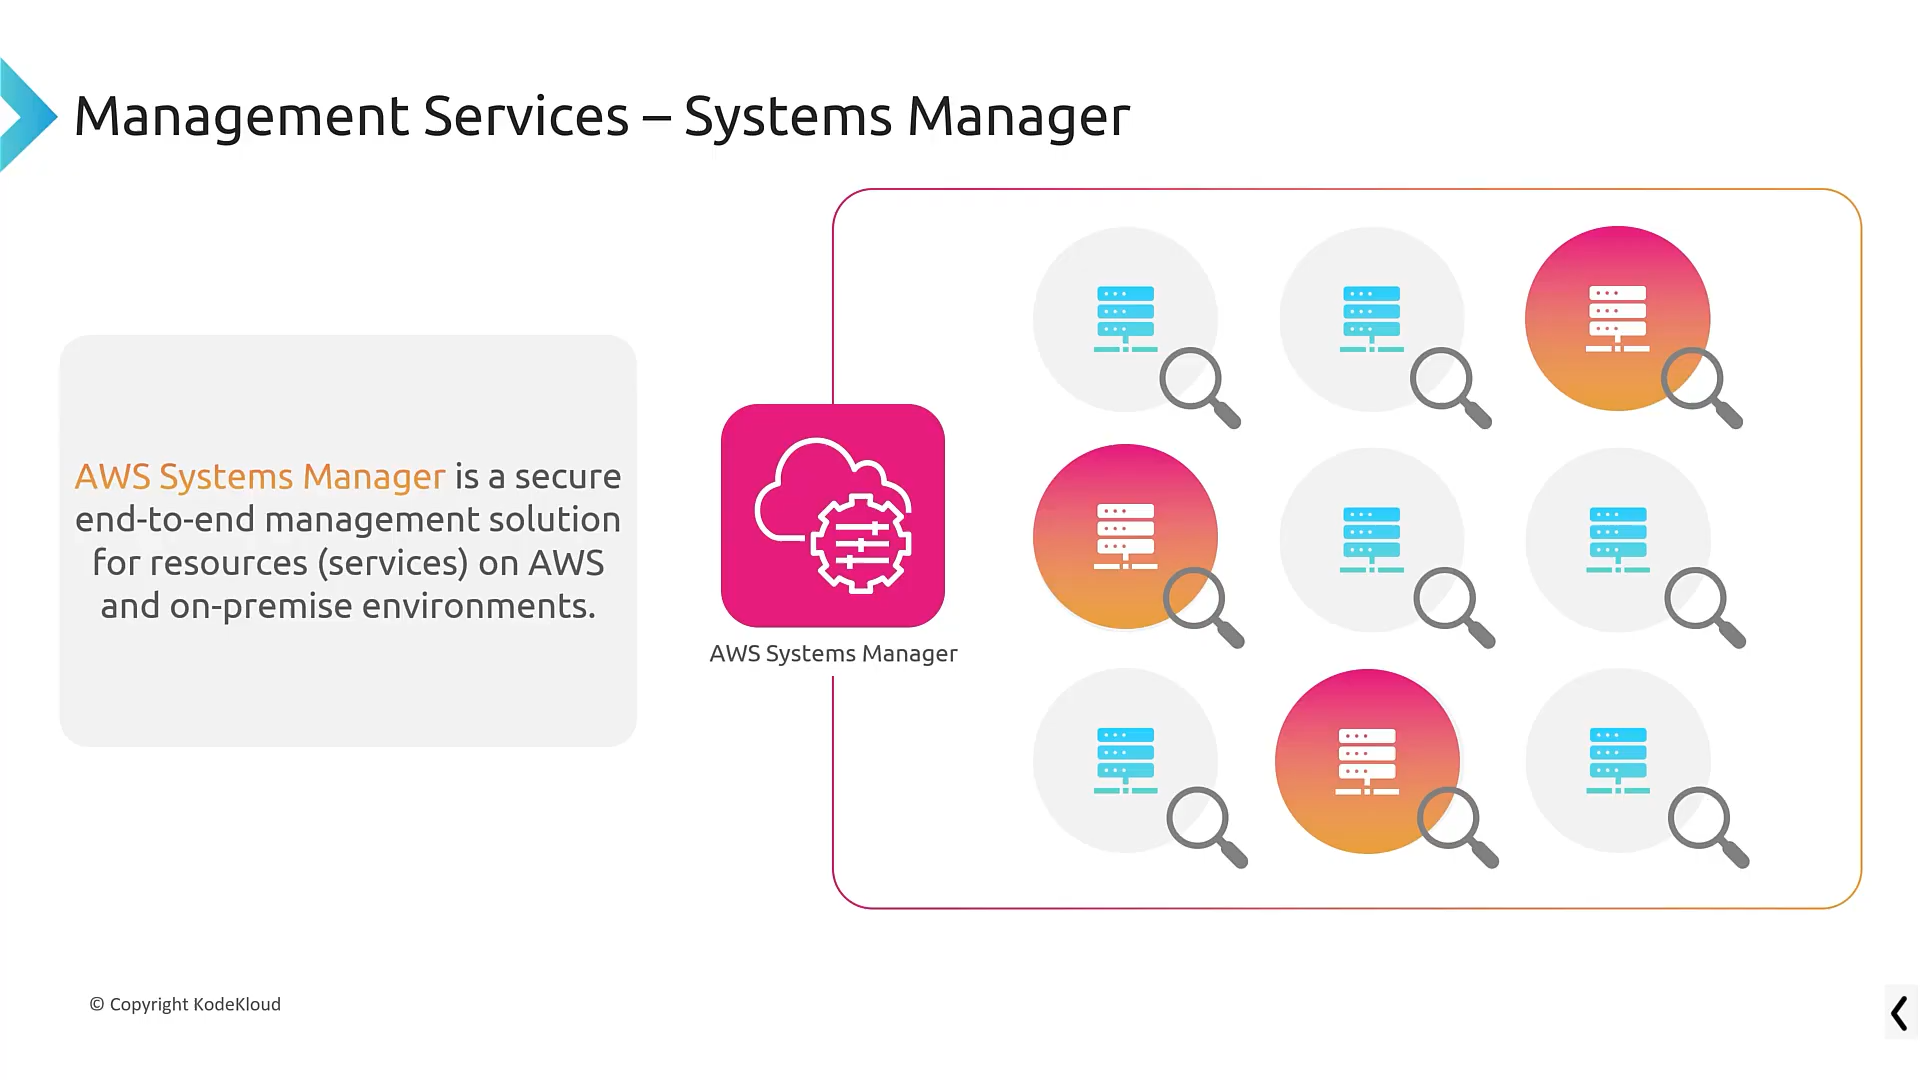 Management Services – Systems Manager
AWS Systems Manager is a secure
end-to-end management solution
for resources (services) on AWS
and on-premise environments.
AWS Systems Manager
© Copyright KodeKloud